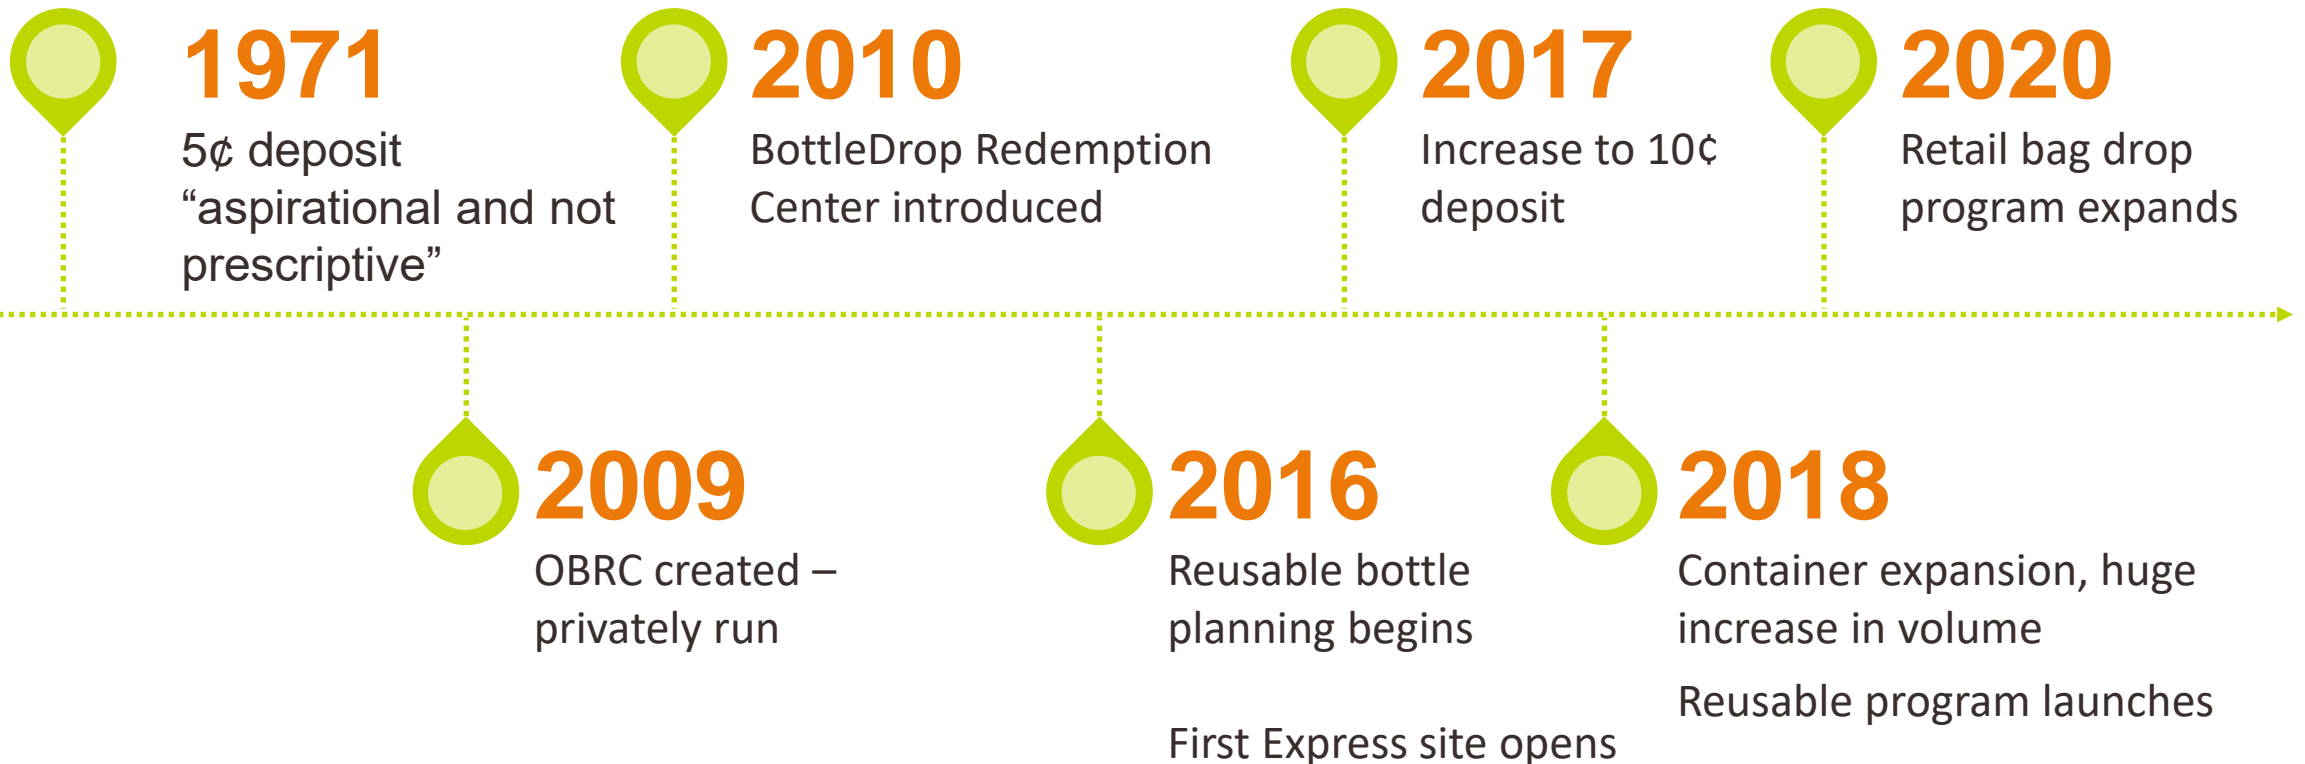 1971
5¢ deposit
“aspirational and not
prescriptive”
2009
OBRC created –
privately run
2010
BottleDrop Redemption
Center introduced
2016
Reusable bottle
planning begins
First Express site opens
2017
Increase to 10¢
deposit
2018
Container expansion, huge
increase in volume
Reusable program launches
2020
Retail bag drop
program expands